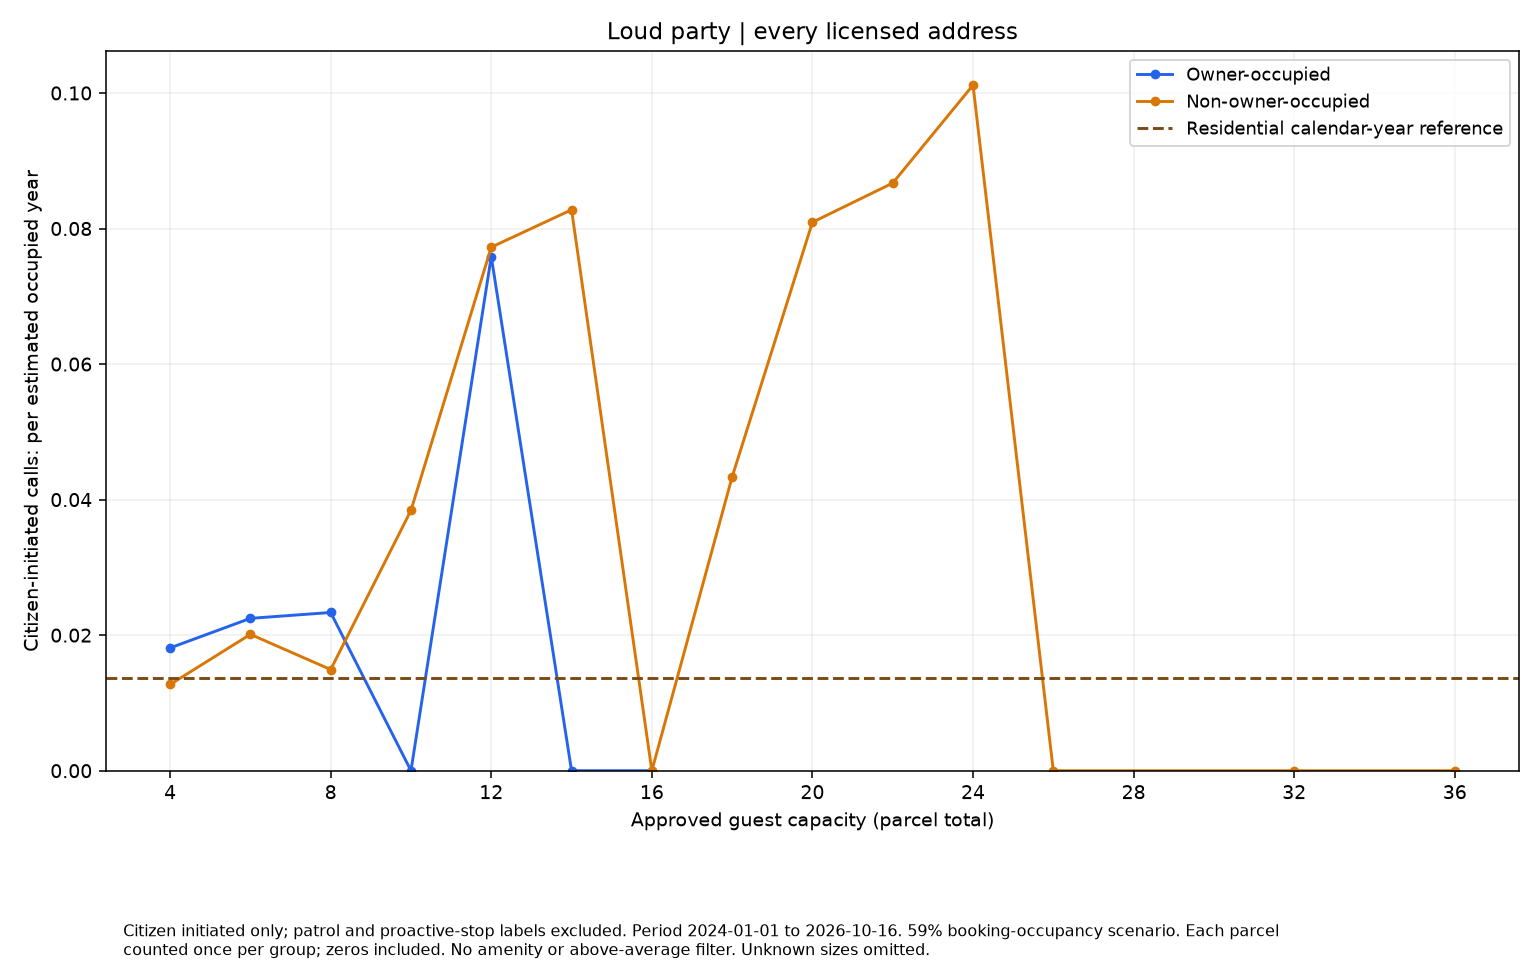 Loud party | every licensed address
Citizen-initiated calls: per estimated occupied year
0.10
0.08
0.06
0.04
0.02
0.00
Owner-occupied
Non-owner-occupied
Residential calendar-year reference
4 8 12 16 20 24 28 32 36
Approved guest capacity (parcel total)
Citizen initiated only; patrol and proactive-stop labels excluded. Period 2024-01-01 to 2026-10-16. 59% booking-occupancy scenario. Each parcel
counted once per group; zeros included. No amenity or above-average filter. Unknown sizes omitted.